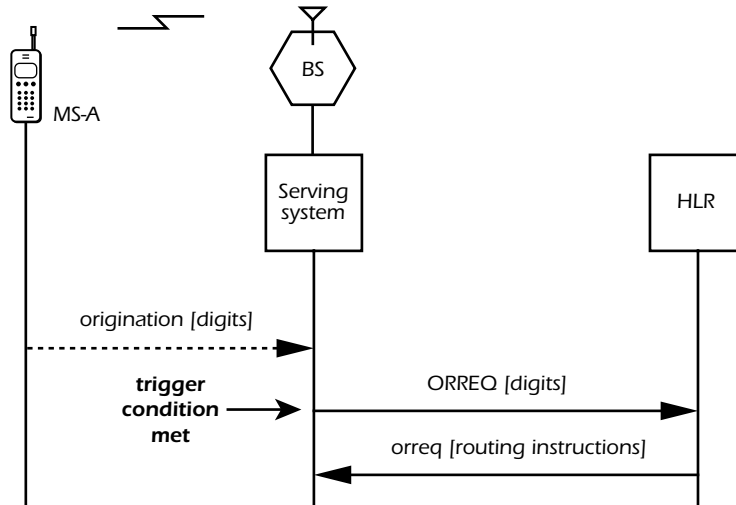 BS
MS-A
Serving
system
HLR
origination [digits]
trigger
condition
met
ORREQ [digits]
orreq [routing instructions]